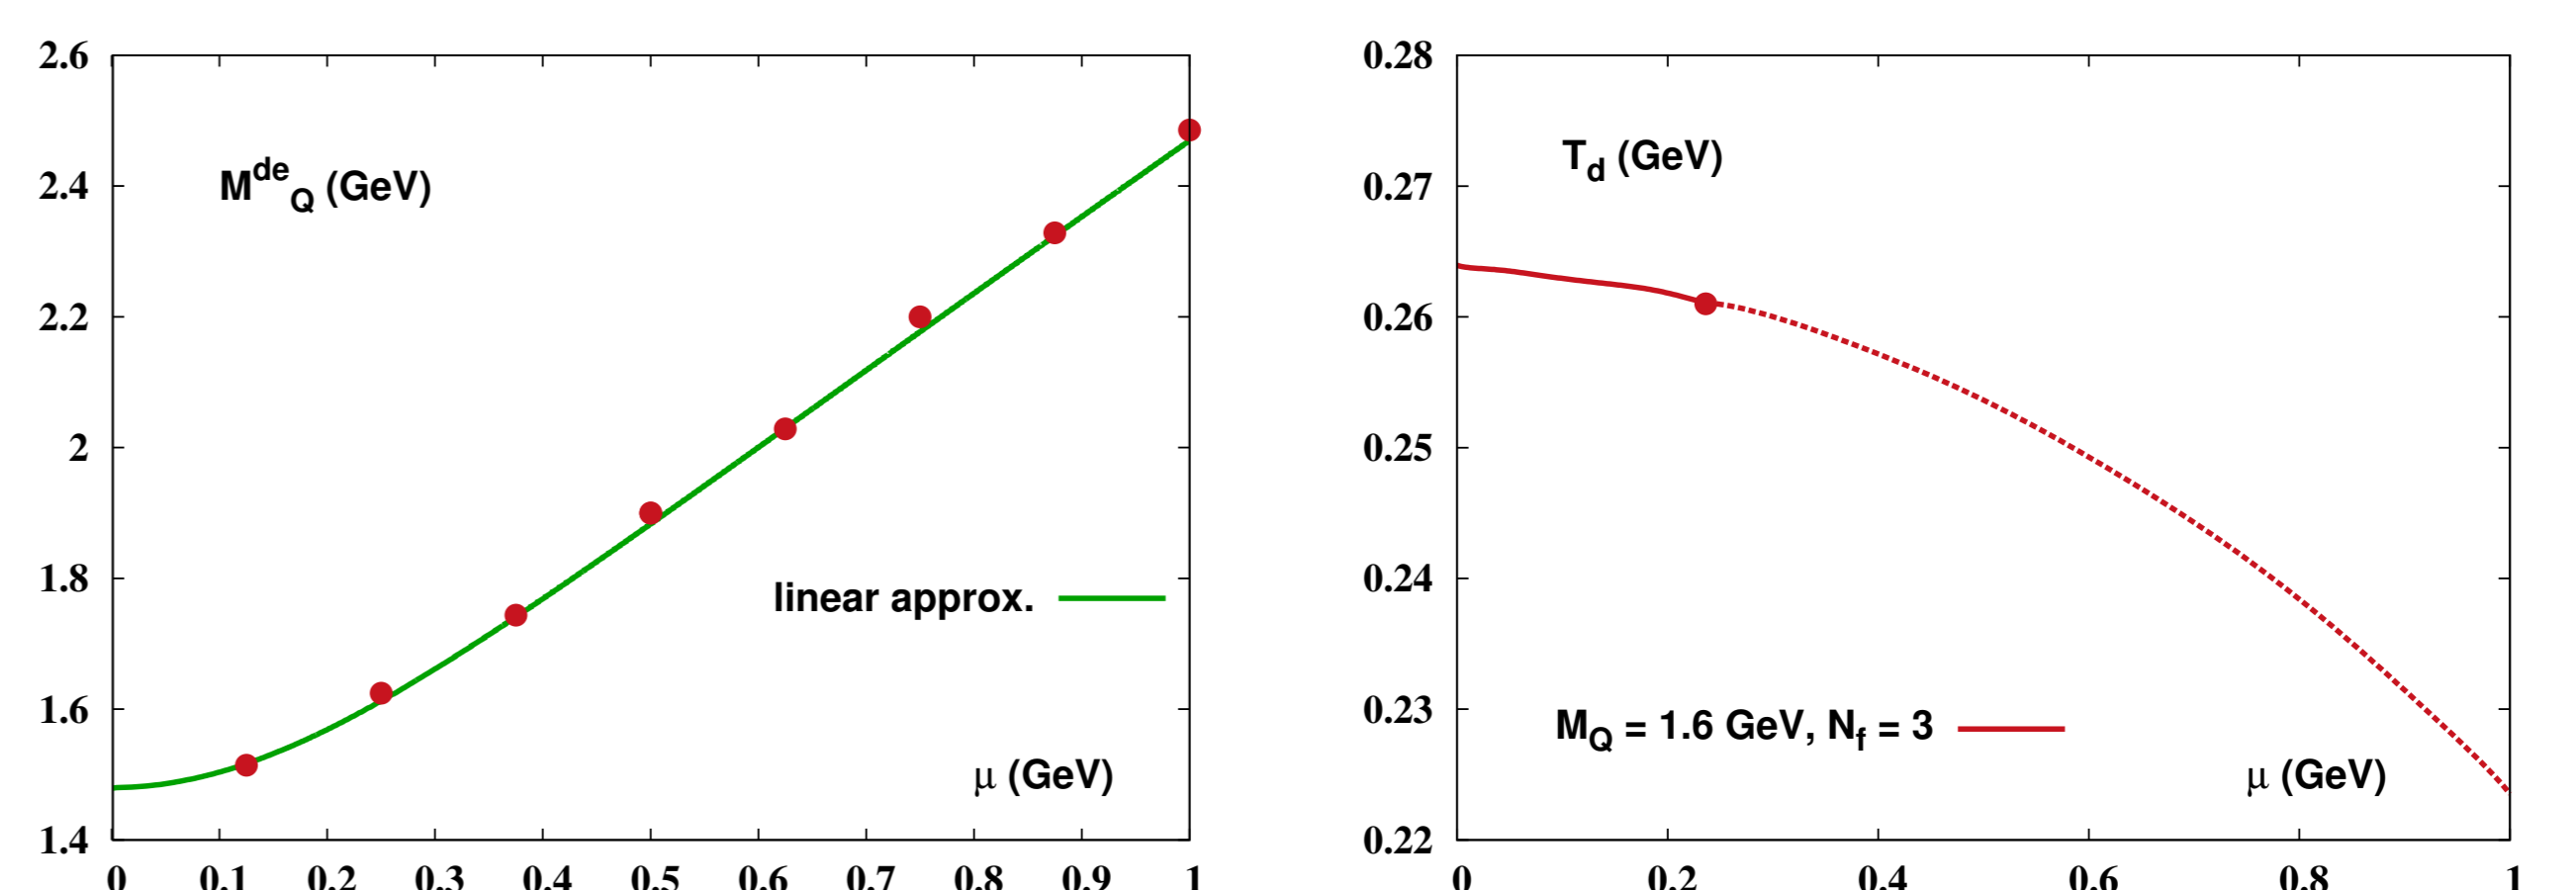 2.6
2.4
2.2
2
1.8
1.6
1.4
M^de_Q (GeV)
linear approx.
μ (GeV)
0 0.1 0.2 0.3 0.4 0.5 0.6 0.7 0.8 0.9 1
0.28
0.27
0.26
0.25
0.24
0.23
0.22
T_d (GeV)
M_Q = 1.6 GeV, N_f = 3
μ (GeV)
0 0.2 0.4 0.6 0.8 1